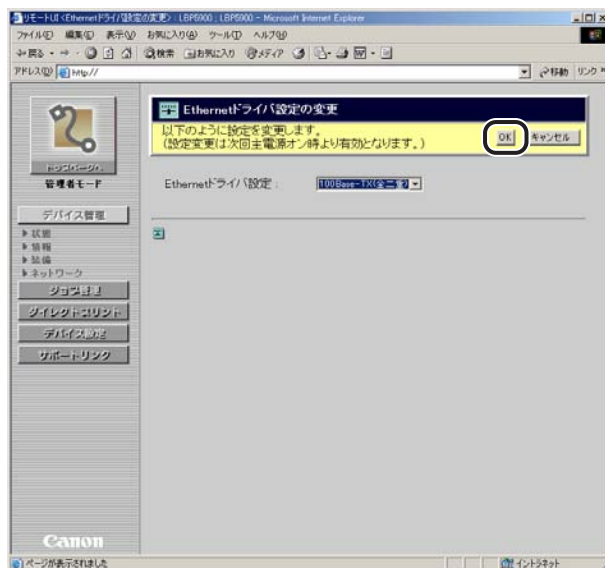 リモートUI <Ethernetドライバ設定の変更> : LBP5900 ; LBP5900 - Microsoft Internet Explorer
ファイル(F) 編集(E) 表示(V) お気に入り(A) ツール(T) ヘルプ(H)
戻る 検索 お気に入り メディア
アドレス(D) http:// 移動 リンク
Ethernetドライバ設定の変更
以下のように設定を変更します。
(設定変更は次回主電源オン時より有効となります。)
OK キャンセル
トップページへ
管理者モード
Ethernetドライバ設定 : 100Base-TX(全二重)
デバイス管理
状態
情報
装備
ネットワーク
ジョブ管理
ダイレクトプリント
デバイス設定
サポートリンク
Canon
ページが表示されました
イントラネット